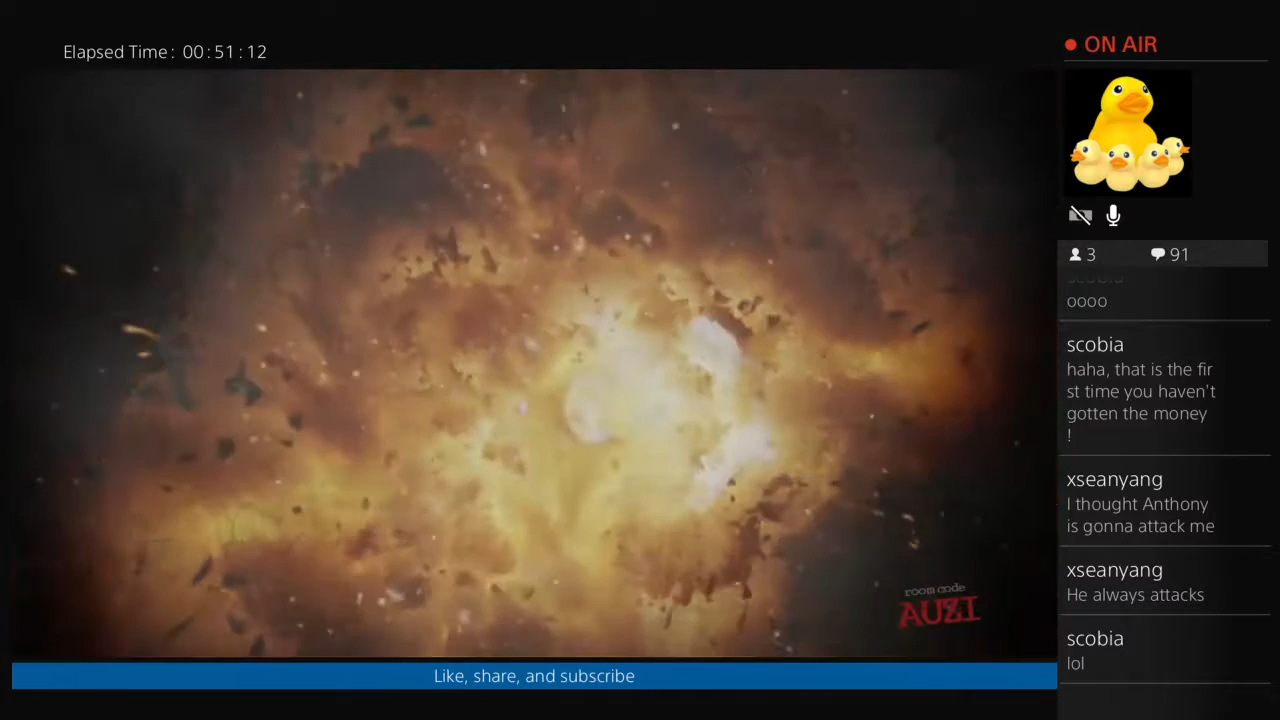 Elapsed Time: 00:51:12
ON AIR
3
91
oooo
scobia
haha, that is the fir
st time you haven't
gotten the money
!
xseanyang
I thought Anthony
is gonna attack me
xseanyang
He always attacks
scobia
lol
room code
AUZI
Like, share, and subscribe